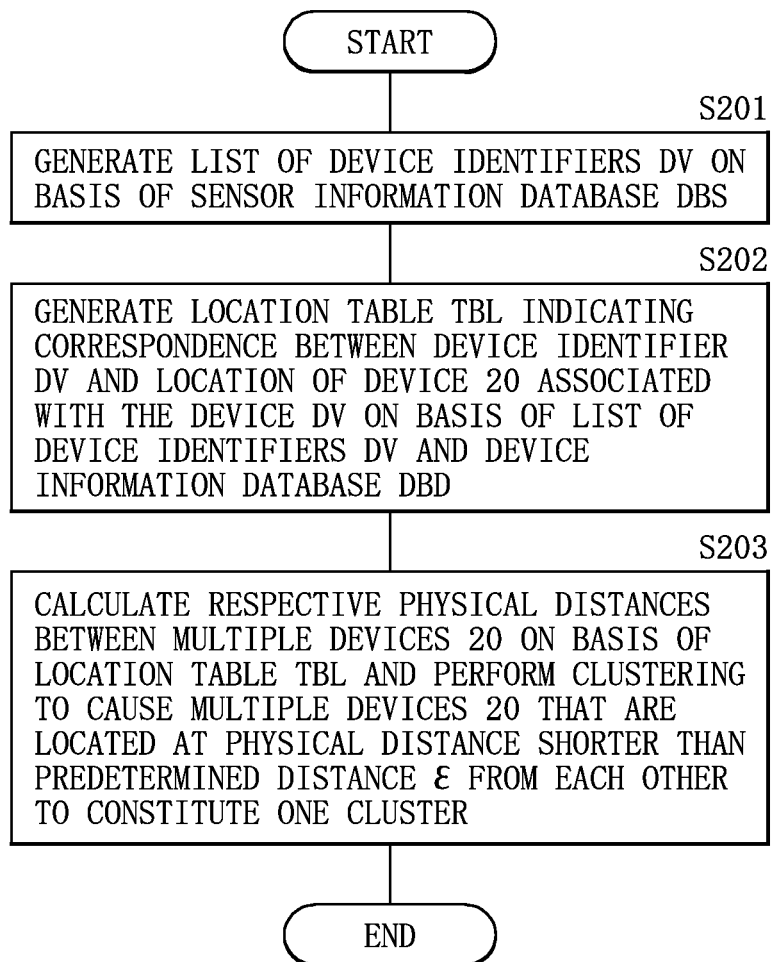 START
S201
GENERATE LIST OF DEVICE IDENTIFIERS DV ON
BASIS OF SENSOR INFORMATION DATABASE DBS
S202
GENERATE LOCATION TABLE TBL INDICATING
CORRESPONDENCE BETWEEN DEVICE IDENTIFIER
DV AND LOCATION OF DEVICE 20 ASSOCIATED
WITH THE DEVICE DV ON BASIS OF LIST OF
DEVICE IDENTIFIERS DV AND DEVICE
INFORMATION DATABASE DBD
S203
CALCULATE RESPECTIVE PHYSICAL DISTANCES
BETWEEN MULTIPLE DEVICES 20 ON BASIS OF
LOCATION TABLE TBL AND PERFORM CLUSTERING
TO CAUSE MULTIPLE DEVICES 20 THAT ARE
LOCATED AT PHYSICAL DISTANCE SHORTER THAN
PREDETERMINED DISTANCE ε FROM EACH OTHER
TO CONSTITUTE ONE CLUSTER
END